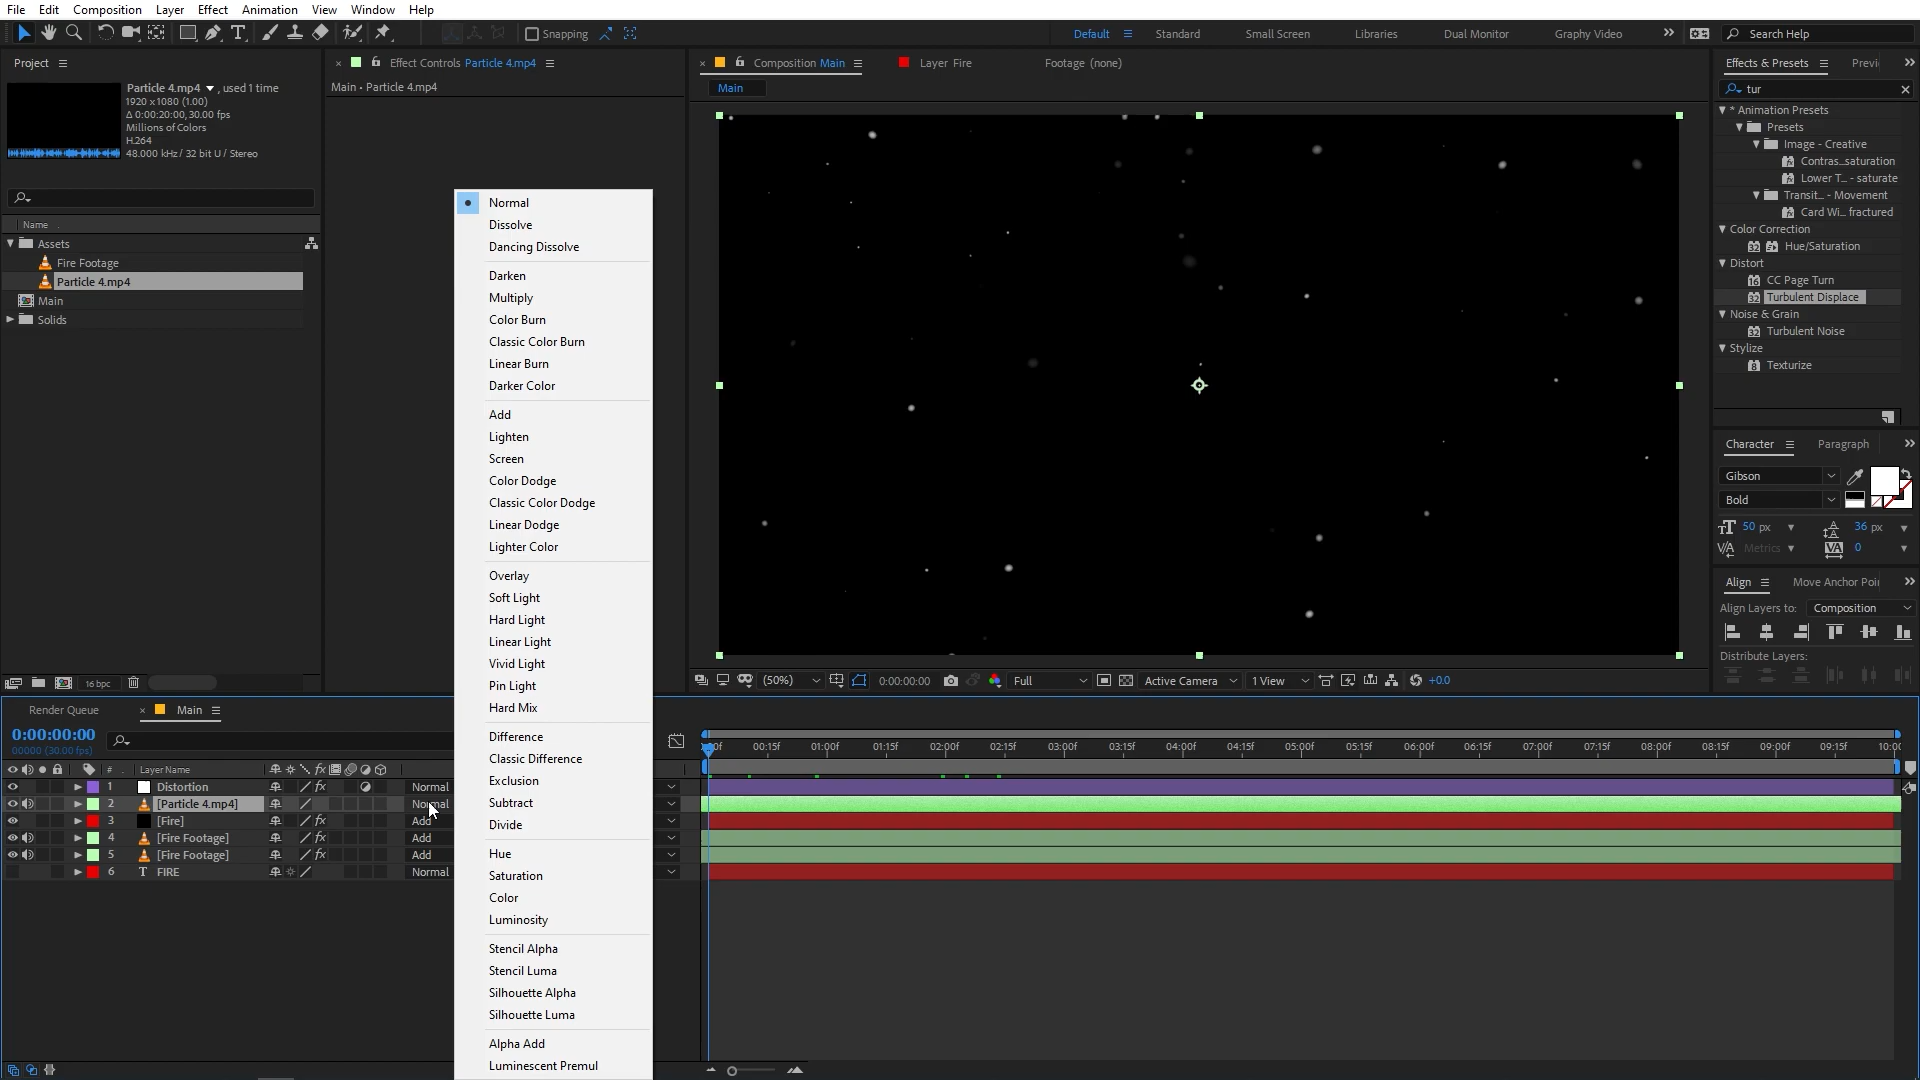 File Edit Composition Layer Effect Animation View Window Help
Snapping
Default
Standard
Small Screen
Libraries
Dual Monitor
Graphy Video
Search Help
Project
Particle 4.mp4 , used 1 time
1920 x 1080 (1.00)
Δ 0:00:20:00, 30.00 fps
Millions of Colors
H.264
48.000 kHz / 32 bit U / Stereo
Name
Assets
Fire Footage
Particle 4.mp4
Main
Solids
16 bpc
Effect Controls Particle 4.mp4
Main • Particle 4.mp4
Normal
Dissolve
Dancing Dissolve
Darken
Multiply
Color Burn
Classic Color Burn
Linear Burn
Darker Color
Add
Lighten
Screen
Color Dodge
Classic Color Dodge
Linear Dodge
Lighter Color
Overlay
Soft Light
Hard Light
Linear Light
Vivid Light
Pin Light
Hard Mix
Difference
Classic Difference
Exclusion
Subtract
Divide
Hue
Saturation
Color
Luminosity
Stencil Alpha
Stencil Luma
Silhouette Alpha
Silhouette Luma
Alpha Add
Luminescent Premul
Composition Main
Layer Fire
Footage (none)
Main
(50%)
0:00:00:00
Full
Active Camera
1 View
+0.0
Effects & Presets
Previ
tur
* Animation Presets
Presets
Image - Creative
Contras...saturation
Lower T... - saturate
Transit... - Movement
Card Wi... fractured
Color Correction
Hue/Saturation
Distort
CC Page Turn
Turbulent Displace
Noise & Grain
Turbulent Noise
Stylize
Texturize
Character
Paragraph
Gibson
Bold
50 px
36 px
Metrics
0
Align
Move Anchor Poi
Align Layers to: Composition
Distribute Layers:
Render Queue
Main
0:00:00:00
00000 (30.00 fps)
# Layer Name
1 Distortion Normal
2 [Particle 4.mp4] Normal
3 [Fire] Add
4 [Fire Footage] Add
5 [Fire Footage] Add
6 T FIRE Normal
00:15f 01:00f 01:15f 02:00f 02:15f 03:00f 03:15f 04:00f 04:15f 05:00f 05:15f 06:00f 06:15f 07:00f 07:15f 08:00f 08:15f 09:00f 09:15f 10:00